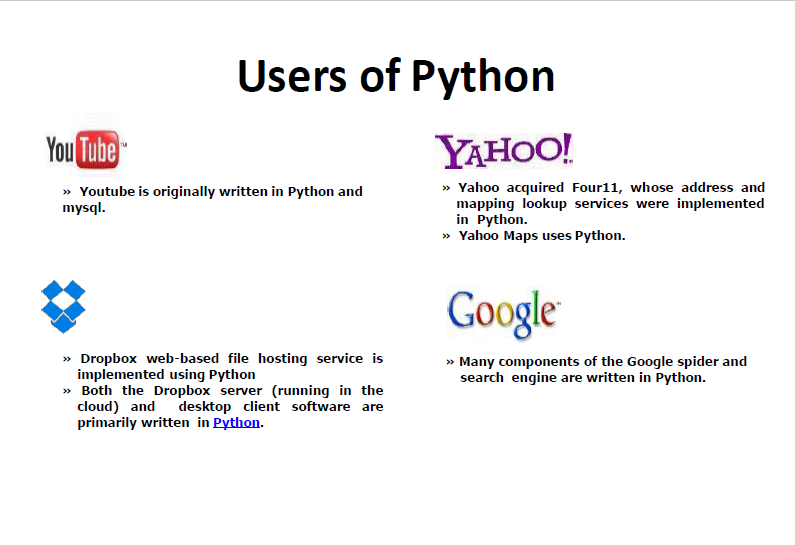 Users of Python
You Tube™
» Youtube is originally written in Python and
mysql.
YAHOO!
» Yahoo acquired Four11, whose address and
mapping lookup services were implemented
in Python.
» Yahoo Maps uses Python.
» Dropbox web-based file hosting service is
implemented using Python
» Both the Dropbox server (running in the
cloud) and desktop client software are
primarily written in Python.
Google™
» Many components of the Google spider and
search engine are written in Python.